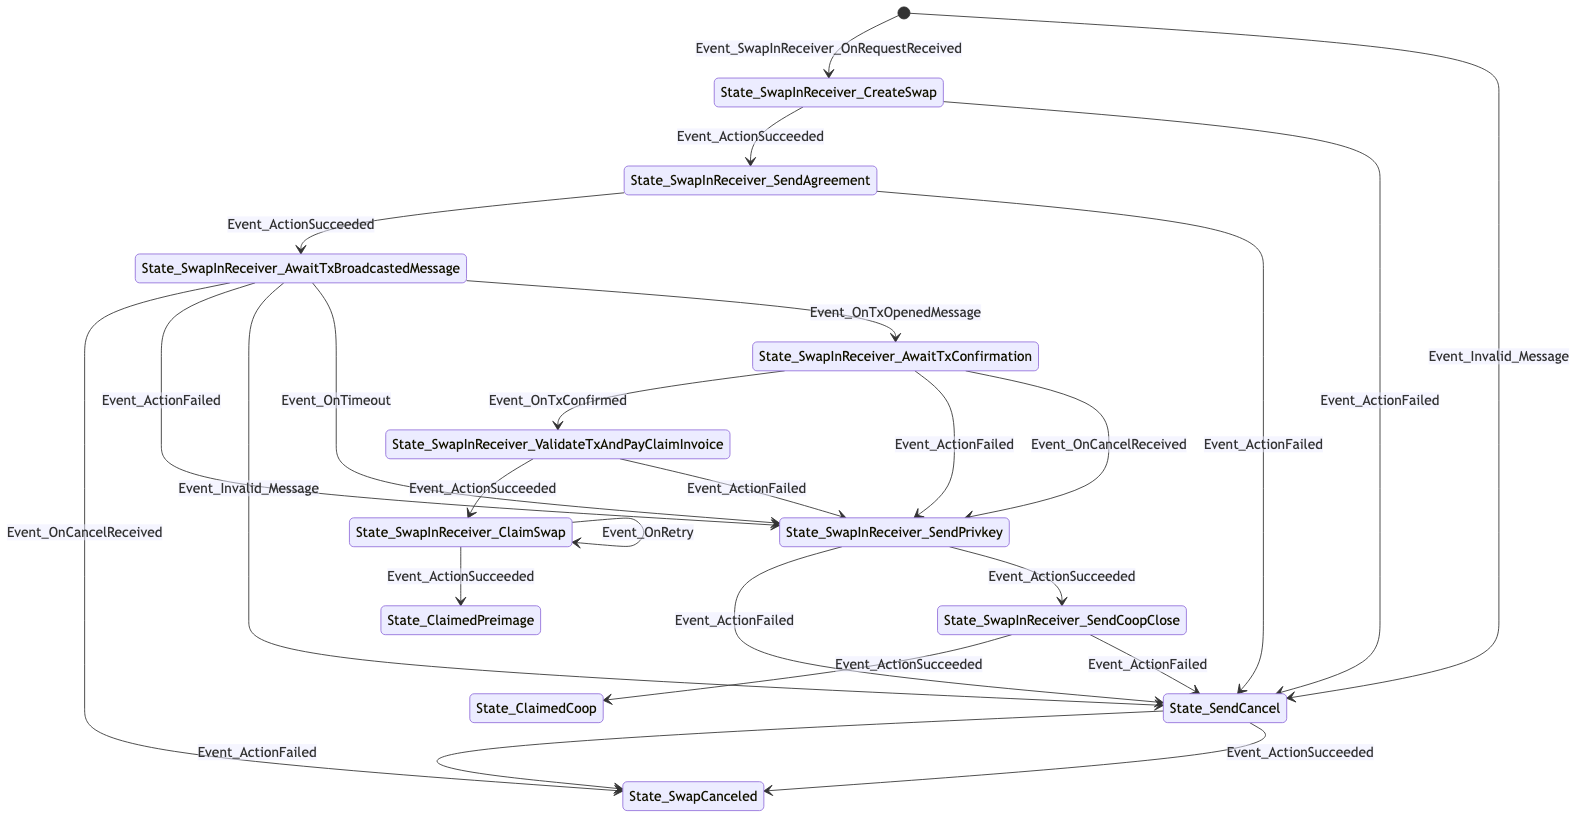 Event_SwapInReceiver_OnRequestReceived
State_SwapInReceiver_CreateSwap
Event_ActionSucceeded
State_SwapInReceiver_SendAgreement
Event_ActionSucceeded
State_SwapInReceiver_AwaitTxBroadcastedMessage
Event_OnTxOpenedMessage
State_SwapInReceiver_AwaitTxConfirmation
Event_Invalid_Message
Event_ActionFailed
Event_OnTimeout
Event_OnTxConfirmed
Event_ActionFailed
State_SwapInReceiver_ValidateTxAndPayClaimInvoice
Event_ActionFailed
Event_OnCancelReceived
Event_ActionFailed
Event_Invalid_Message
Event_ActionSucceeded
Event_ActionFailed
Event_OnCancelReceived
State_SwapInReceiver_ClaimSwap
Event_OnRetry
State_SwapInReceiver_SendPrivkey
Event_ActionSucceeded
Event_ActionSucceeded
State_ClaimedPreimage
Event_ActionFailed
State_SwapInReceiver_SendCoopClose
Event_ActionSucceeded
Event_ActionFailed
State_ClaimedCoop
State_SendCancel
Event_ActionFailed
Event_ActionSucceeded
State_SwapCanceled